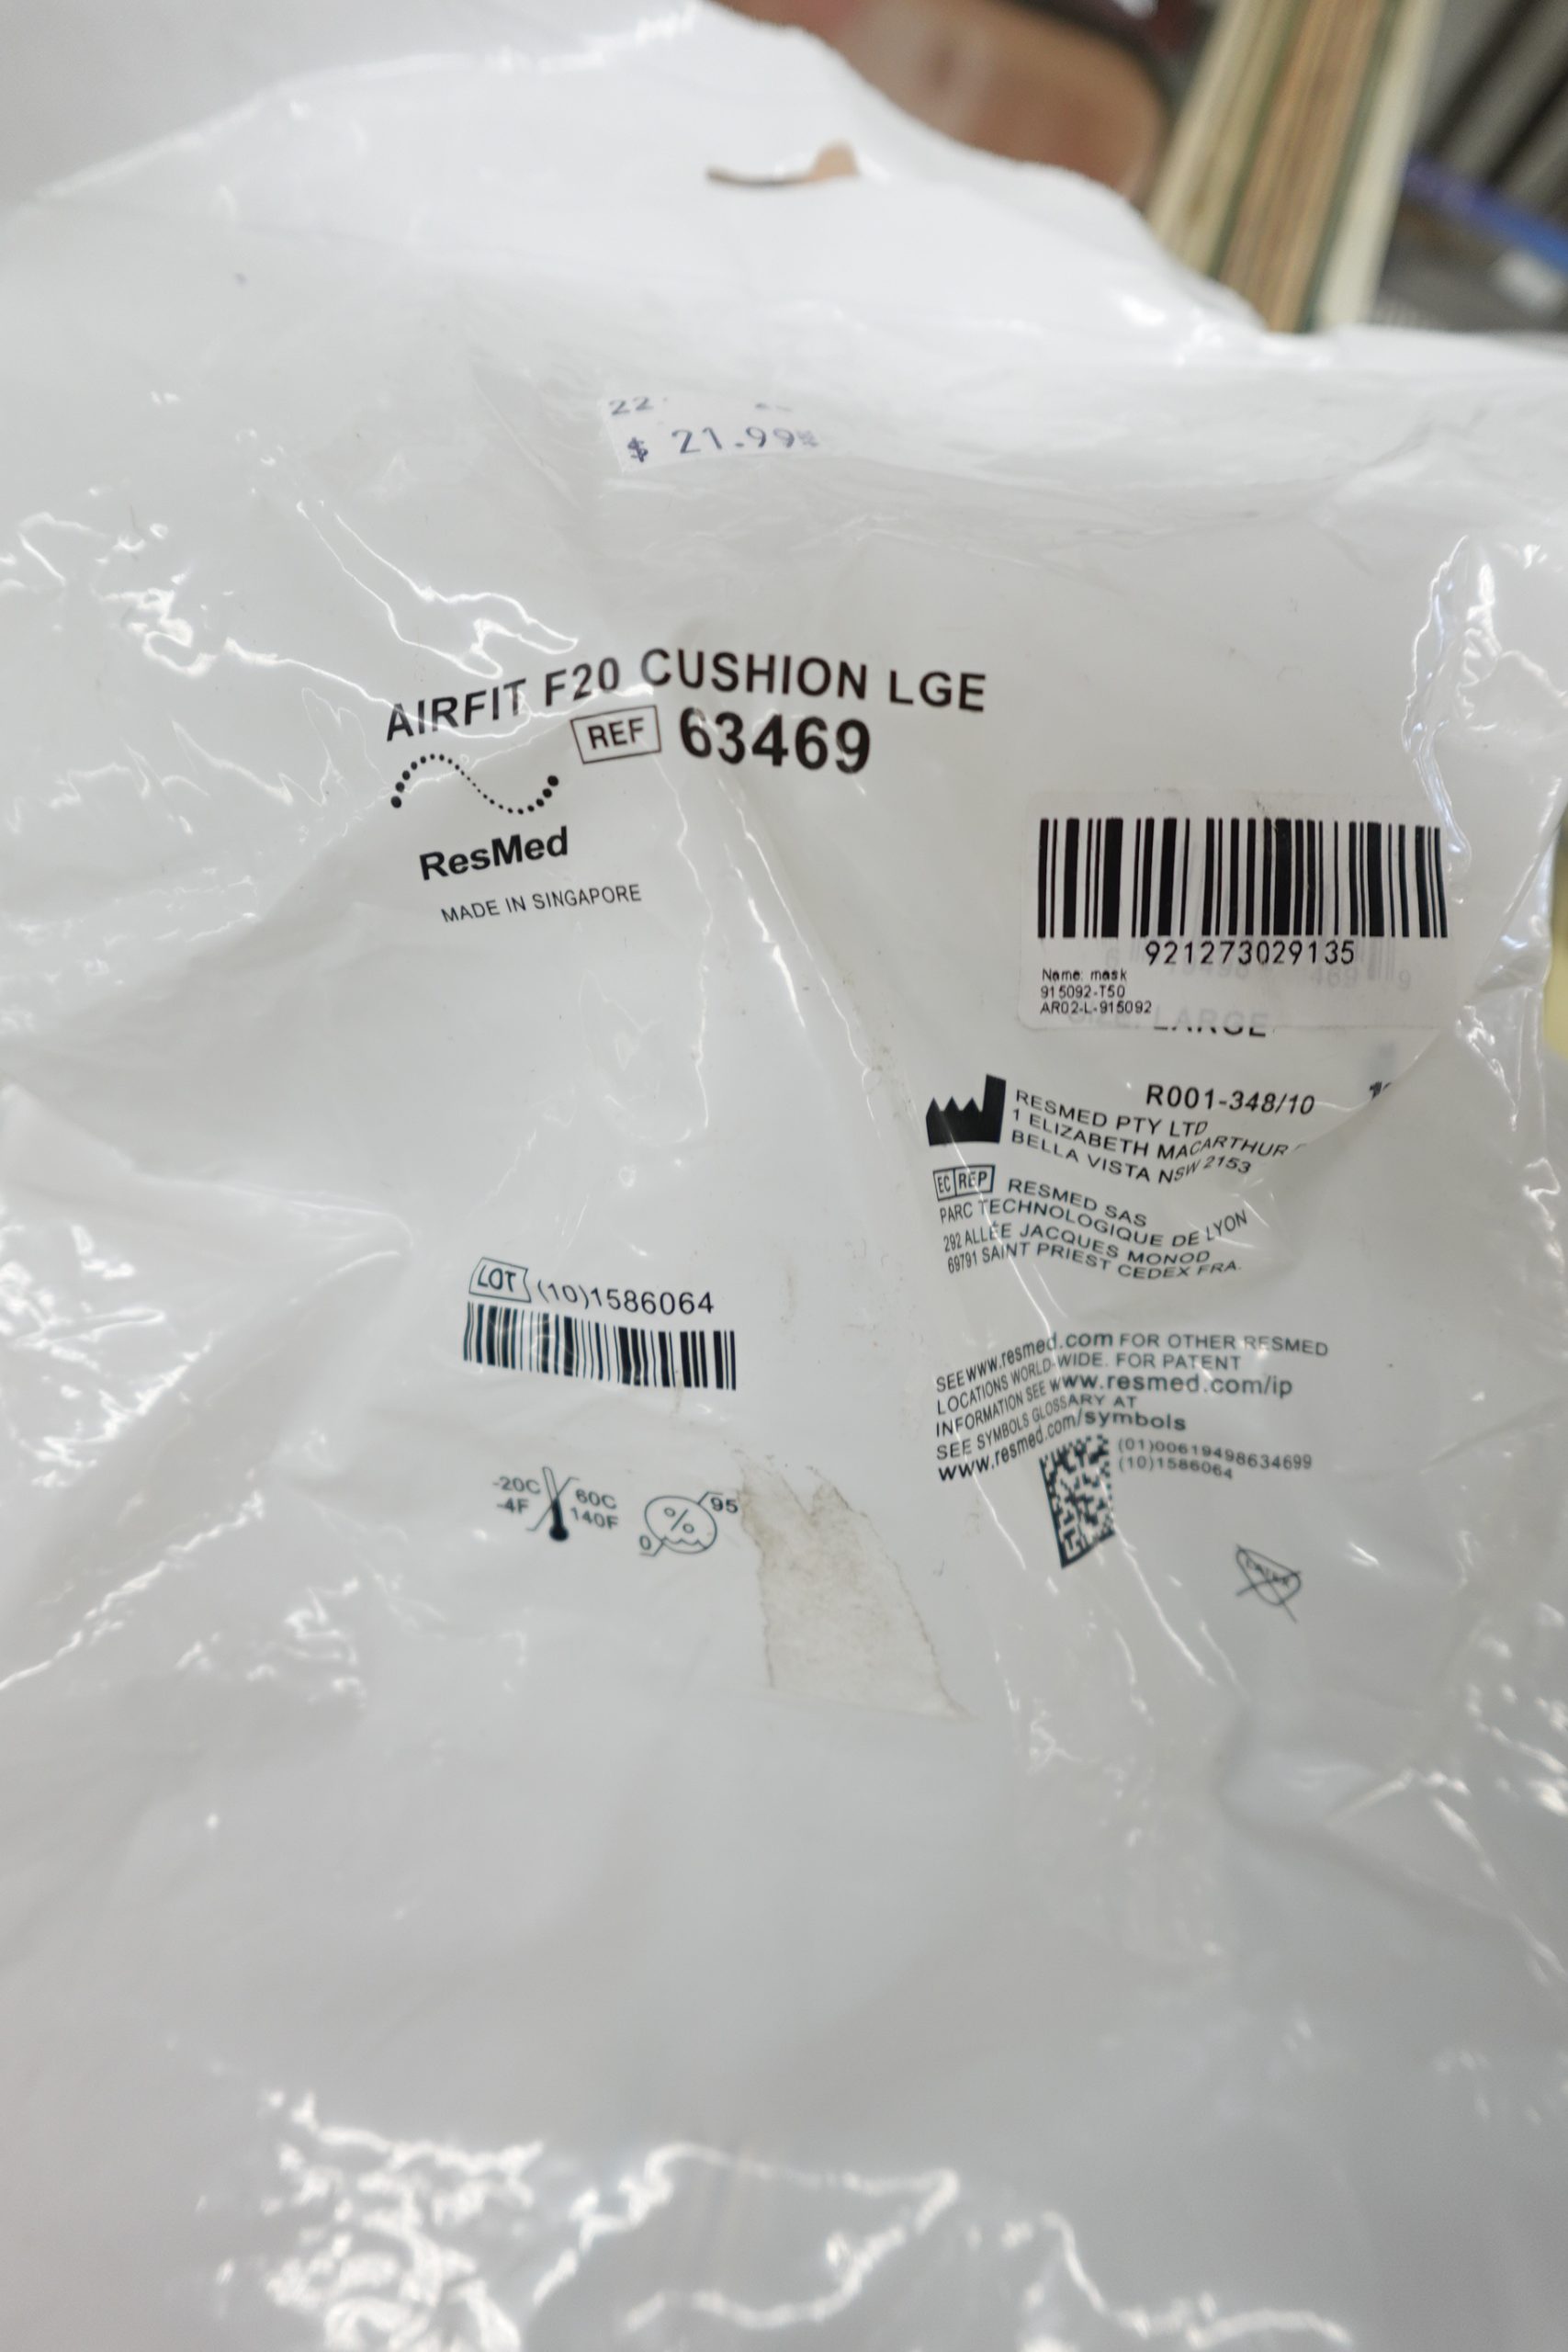 $ 21.99
AIRFIT F20 CUSHION LGE
REF 63469
ResMed
MADE IN SINGAPORE
921273029135
Name: mask
915092-T50
AR02-L-915092
LARGE
R001-348/10
RESMED PTY LTD
1 ELIZABETH MACARTHUR
BELLA VISTA NSW 2153
EC REP RESMED SAS
PARC TECHNOLOGIQUE DE LYON
292 ALLÉE JACQUES MONOD
69791 SAINT PRIEST CEDEX FRA.
LOT (10)1586064
SEE www.resmed.com FOR OTHER RESMED
LOCATIONS WORLD-WIDE. FOR PATENT
INFORMATION SEE www.resmed.com/ip
SEE SYMBOLS GLOSSARY AT
www.resmed.com/symbols
(01)00619498634699
(10)1586064
-20C 60C
-4F 140F
0 % 95